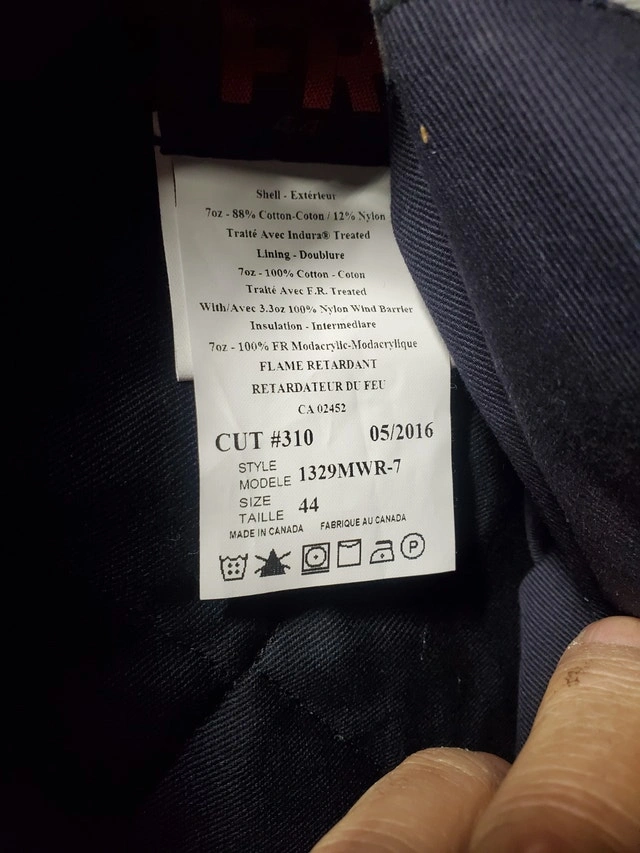 FR
Shell - Extérieur
7oz - 88% Cotton-Coton / 12% Nylon
Traité Avec Indura® Treated
Lining - Doublure
7oz - 100% Cotton - Coton
Traité Avec F.R. Treated
With/Avec 3.3oz 100% Nylon Wind Barrier
Insulation - Intermediare
7oz - 100% FR Modacrylic-Modacrylique
FLAME RETARDANT
RETARDATEUR DU FEU
CA 02452
CUT #310 05/2016
STYLE
MODELE 1329MWR-7
SIZE
TAILLE 44
MADE IN CANADA FABRIQUE AU CANADA
P